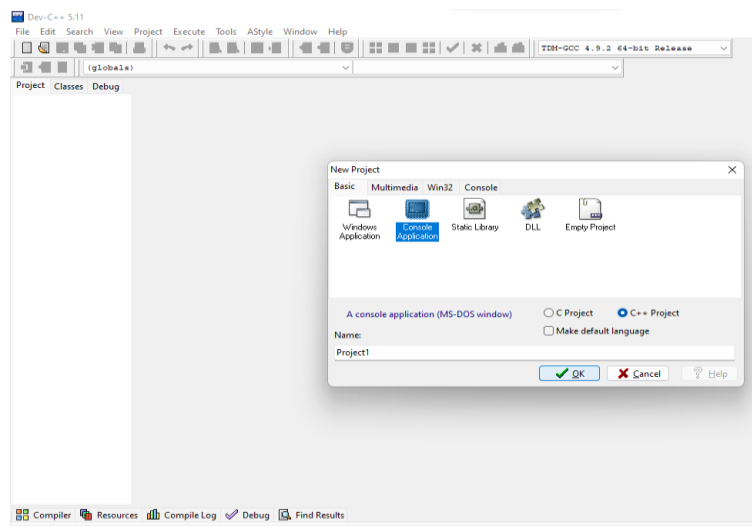 Dev-C++ 5.11
File Edit Search View Project Execute Tools AStyle Window Help
TDM-GCC 4.9.2 64-bit Release
(globals)
Project Classes Debug
New Project
Basic Multimedia Win32 Console
Windows Application
Console Application
Static Library
DLL
Empty Project
A console application (MS-DOS window)
C Project C++ Project
Make default language
Name:
Project1
OK Cancel Help
Compiler Resources Compile Log Debug Find Results